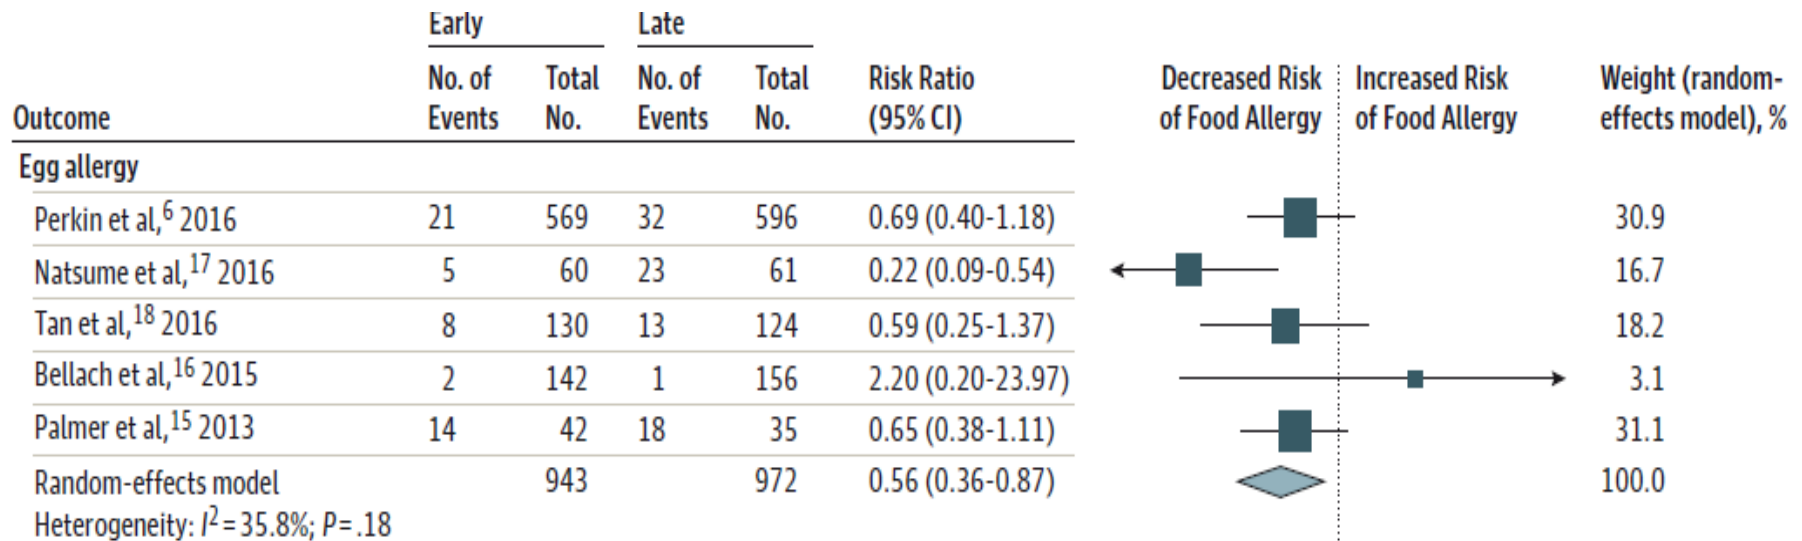 Early Late
No. of Total No. of Total Risk Ratio Decreased Risk Increased Risk Weight (random-
Outcome Events No. Events No. (95% CI) of Food Allergy of Food Allergy effects model), %
Egg allergy
Perkin et al,6 2016 21 569 32 596 0.69 (0.40-1.18) 30.9
Natsume et al,17 2016 5 60 23 61 0.22 (0.09-0.54) 16.7
Tan et al,18 2016 8 130 13 124 0.59 (0.25-1.37) 18.2
Bellach et al,16 2015 2 142 1 156 2.20 (0.20-23.97) 3.1
Palmer et al,15 2013 14 42 18 35 0.65 (0.38-1.11) 31.1
Random-effects model 943 972 0.56 (0.36-0.87) 100.0
Heterogeneity: I2 = 35.8%; P = .18